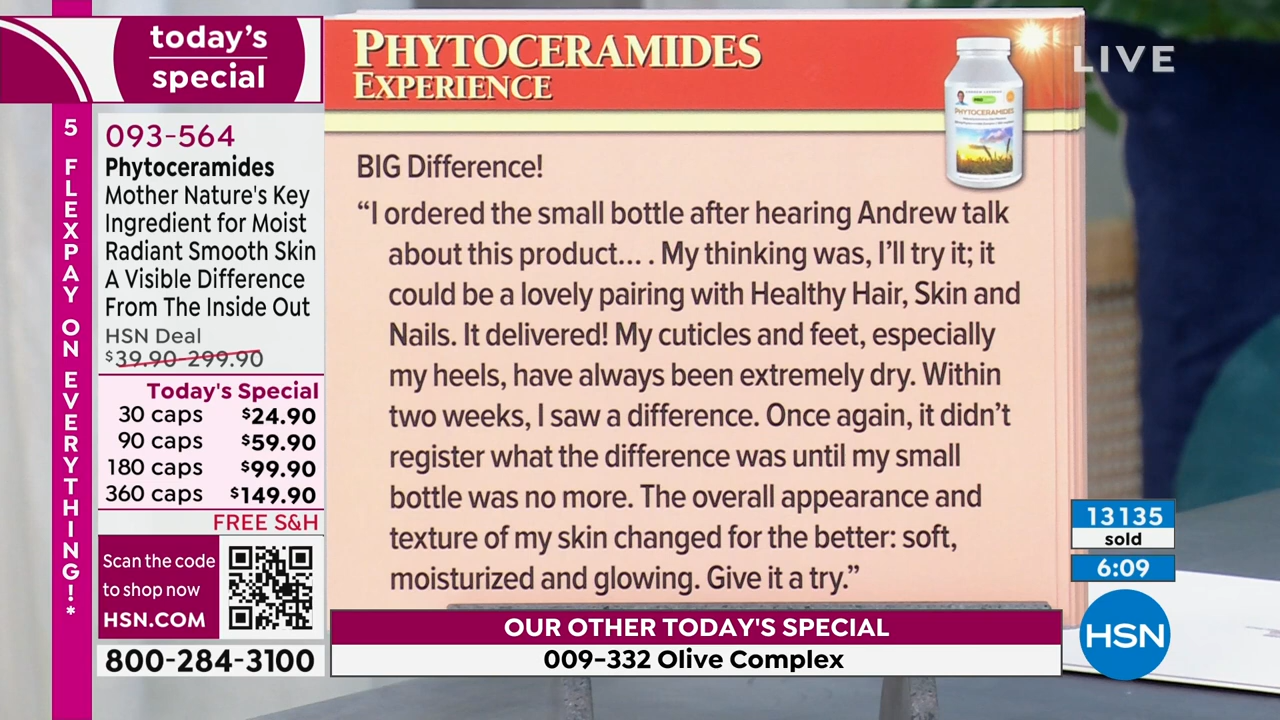 today's
special
5 FLEXPAY ON EVERYTHING!*
093-564
Phytoceramides
Mother Nature's Key
Ingredient for Moist
Radiant Smooth Skin
A Visible Difference
From The Inside Out
HSN Deal
$39.90-299.90
Today's Special
30 caps $24.90
90 caps $59.90
180 caps $99.90
360 caps $149.90
FREE S&H
Scan the code
to shop now
HSN.COM
800-284-3100
PHYTOCERAMIDES
EXPERIENCE
LIVE
PHYTOCERAMIDES
BIG Difference!
“I ordered the small bottle after hearing Andrew talk
about this product... . My thinking was, I’ll try it; it
could be a lovely pairing with Healthy Hair, Skin and
Nails. It delivered! My cuticles and feet, especially
my heels, have always been extremely dry. Within
two weeks, I saw a difference. Once again, it didn’t
register what the difference was until my small
bottle was no more. The overall appearance and
texture of my skin changed for the better: soft,
moisturized and glowing. Give it a try.”
13135
sold
6:09
HSN
OUR OTHER TODAY'S SPECIAL
009-332 Olive Complex